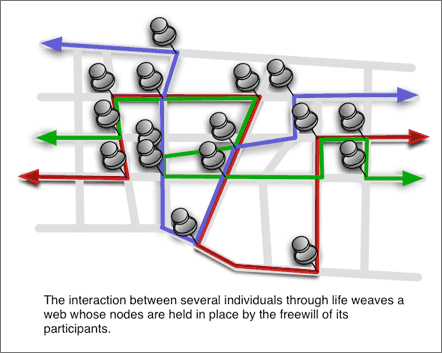 The interaction between several individuals through life weaves a
web whose nodes are held in place by the freewill of its
participants.